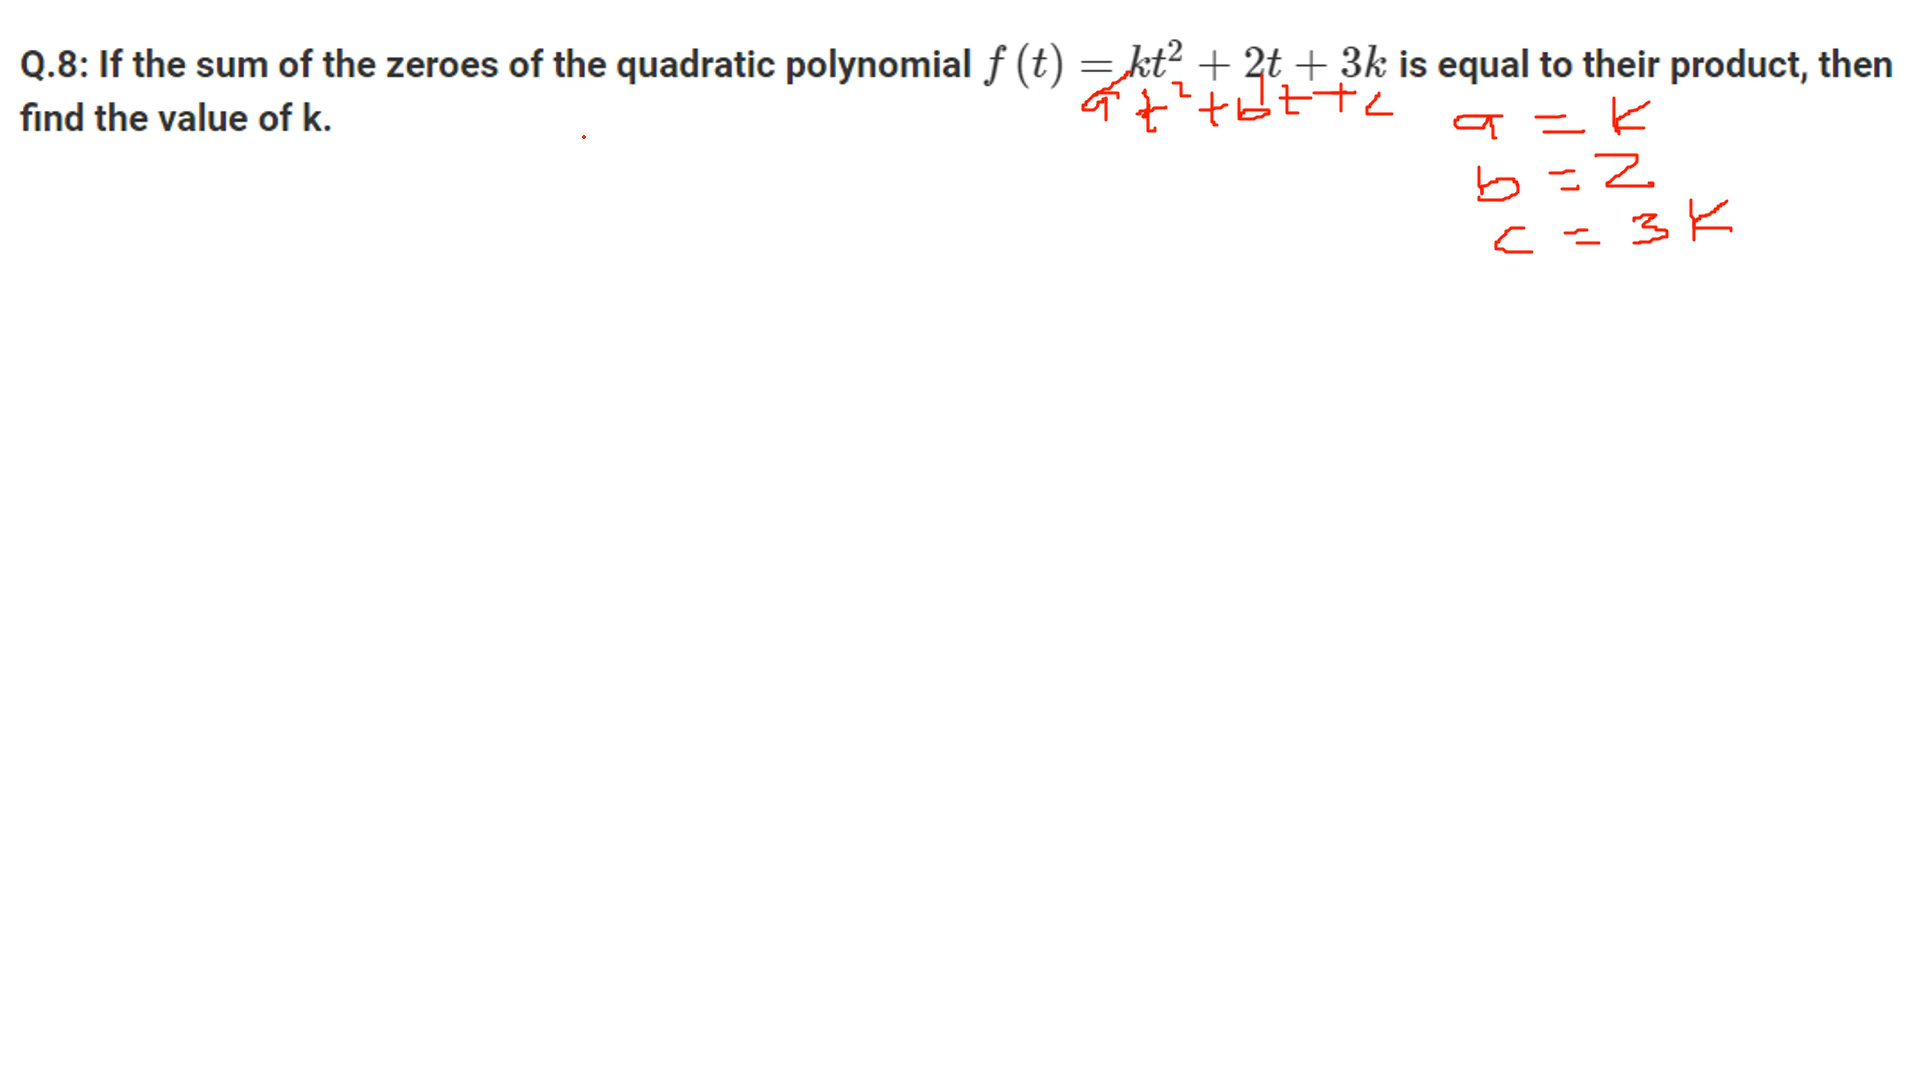 Q.8: If the sum of the zeroes of the quadratic polynomial f (t) = kt² + 2t + 3k is equal to their product, then
find the value of k.
at² + bt + c
a = k
b = 2
c = 3k